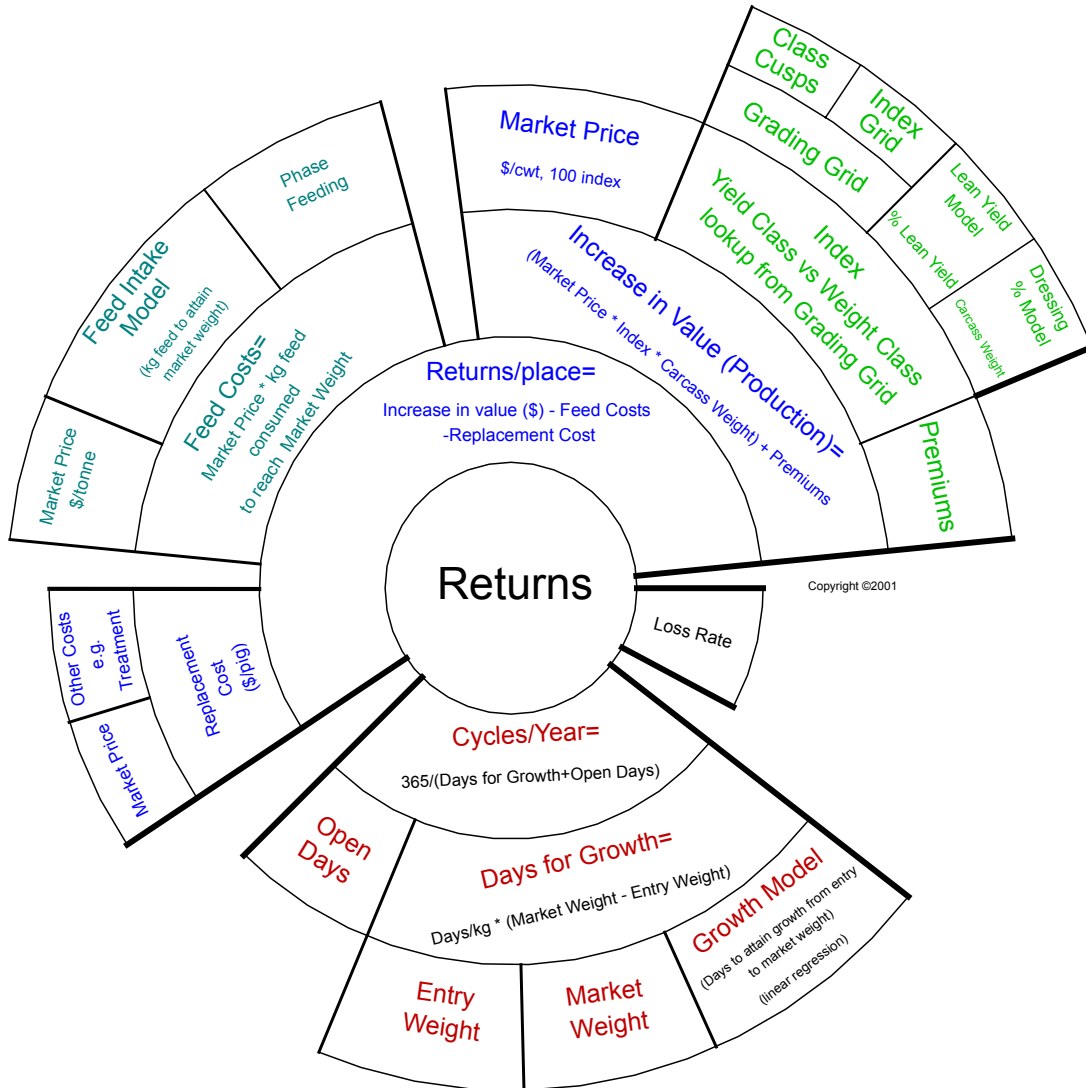 Class
Cusps
Index
Grid
Grading Grid
Lean Yield
Model
% Lean Yield
Dressing
% Model
Carcass Weight
Index
Yield Class vs Weight Class
lookup from Grading Grid
Premiums
Market Price
$/cwt, 100 index
Increase in Value (Production)=
(Market Price * Index * Carcass Weight) + Premiums
Phase
Feeding
Feed Intake
Model
(kg feed to attain
market weight)
Market Price
$/tonne
Feed Costs=
Market Price * kg feed
consumed
to reach Market Weight
Returns/place=
Increase in value ($) - Feed Costs
-Replacement Cost
Returns
Copyright ©2001
Loss Rate
Other Costs
e.g.
Treatment
Market Price
Replacement
Cost
($/pig)
Cycles/Year=
365/(Days for Growth+Open Days)
Open
Days
Days for Growth=
Days/kg * (Market Weight - Entry Weight)
Growth Model
(Days to attain growth from entry
to market weight)
(linear regression)
Entry
Weight
Market
Weight